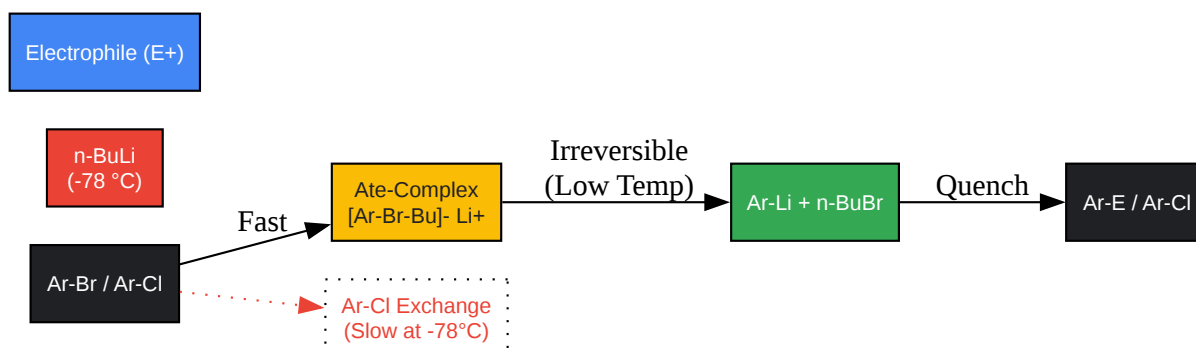 Electrophile (E+)
n-BuLi
(-78 °C)
Ar-Br / Ar-Cl
Fast
Ate-Complex
[Ar-Br-Bu]- Li+
Ar-Cl Exchange
(Slow at -78°C)
Irreversible
(Low Temp)
Ar-Li + n-BuBr
Quench
Ar-E / Ar-Cl